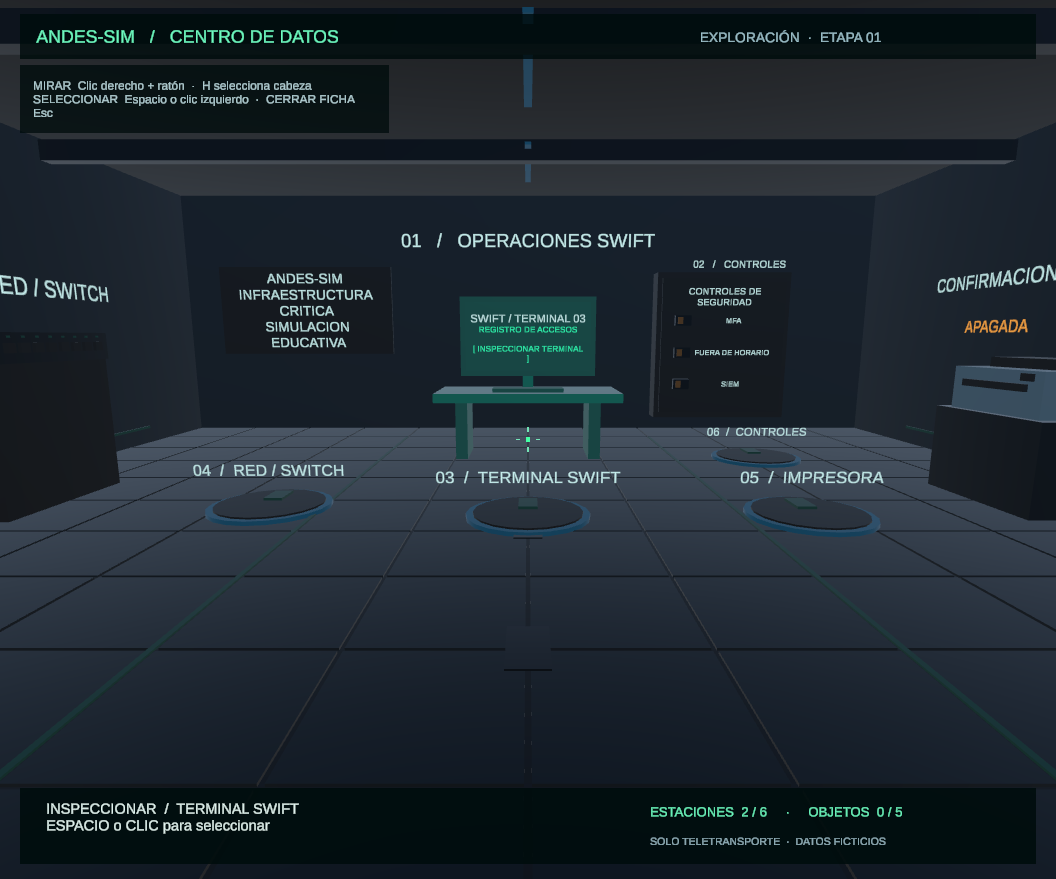 ANDES-SIM / CENTRO DE DATOS
EXPLORACIÓN · ETAPA 01
MIRAR Clic derecho + ratón · H selecciona cabeza
SELECCIONAR Espacio o clic izquierdo · CERRAR FICHA
Esc
01 / OPERACIONES SWIFT
ED / SWITCH
ANDES-SIM
INFRAESTRUCTURA
CRITICA
SIMULACION
EDUCATIVA
SWIFT / TERMINAL 03
REGISTRO DE ACCESOS
[ INSPECCIONAR TERMINAL
]
02 / CONTROLES
CONTROLES DE
SEGURIDAD
MFA
FUERA DE HORARIO
SIEM
CONFIRMACION
APAGADA
06 / CONTROLES
04 / RED / SWITCH
03 / TERMINAL SWIFT
05 / IMPRESORA
INSPECCIONAR / TERMINAL SWIFT
ESPACIO o CLIC para seleccionar
ESTACIONES 2 / 6 · OBJETOS 0 / 5
SOLO TELETRANSPORTE · DATOS FICTICIOS